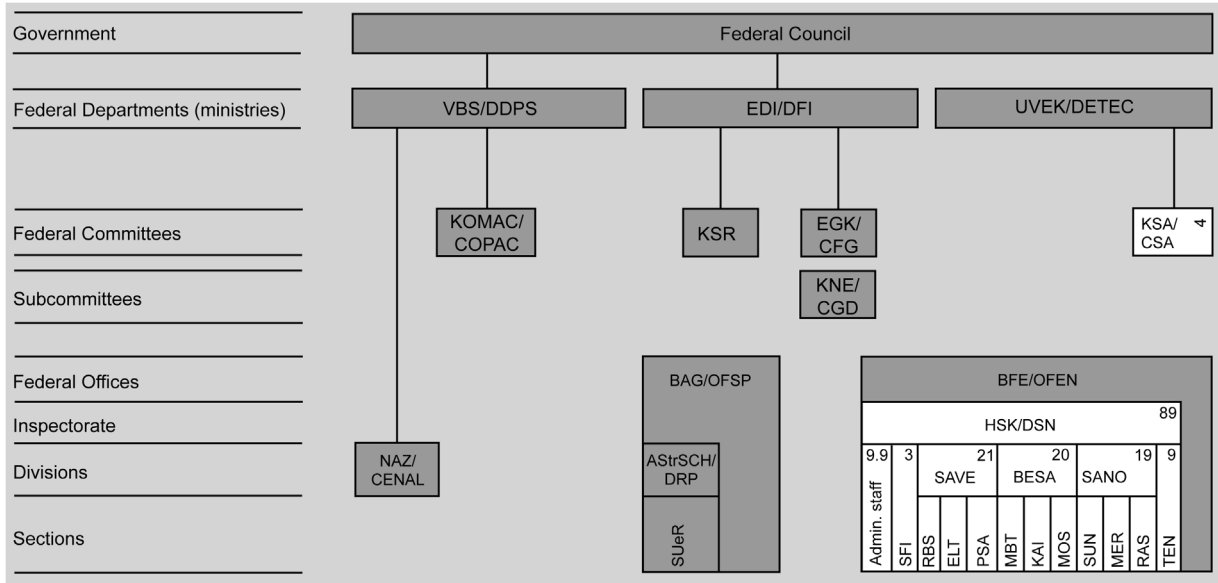 Government
Federal Council
Federal Departments (ministries)
VBS/DDPS
EDI/DFI
UVEK/DETEC
Federal Committees
KOMAC/
COPAC
KSR
EGK/
CFG
KSA/
CSA
4
Subcommittees
KNE/
CGD
Federal Offices
BAG/OFSP
BFE/OFEN
Inspectorate
HSK/DSN
89
Divisions
NAZ/
CENAL
AStrSCH/
DRP
9.9
3
21
SAVE
20
BESA
19
SANO
9
Sections
SUeR
Admin. staff
SFI
RBS
ELT
PSA
MBT
KAI
MOS
SUN
MER
RAS
TEN